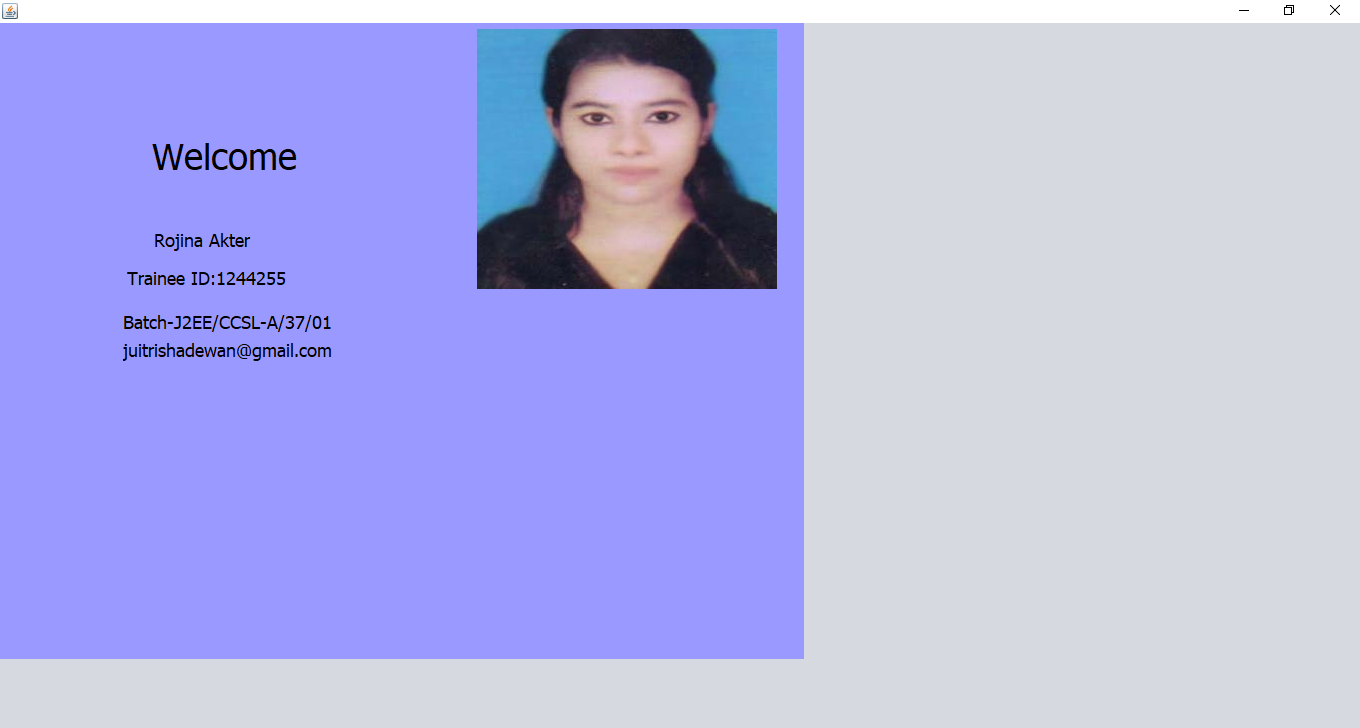 Welcome
Rojina Akter
Trainee ID:1244255
Batch-J2EE/CCSL-A/37/01
juitrishadewan@gmail.com